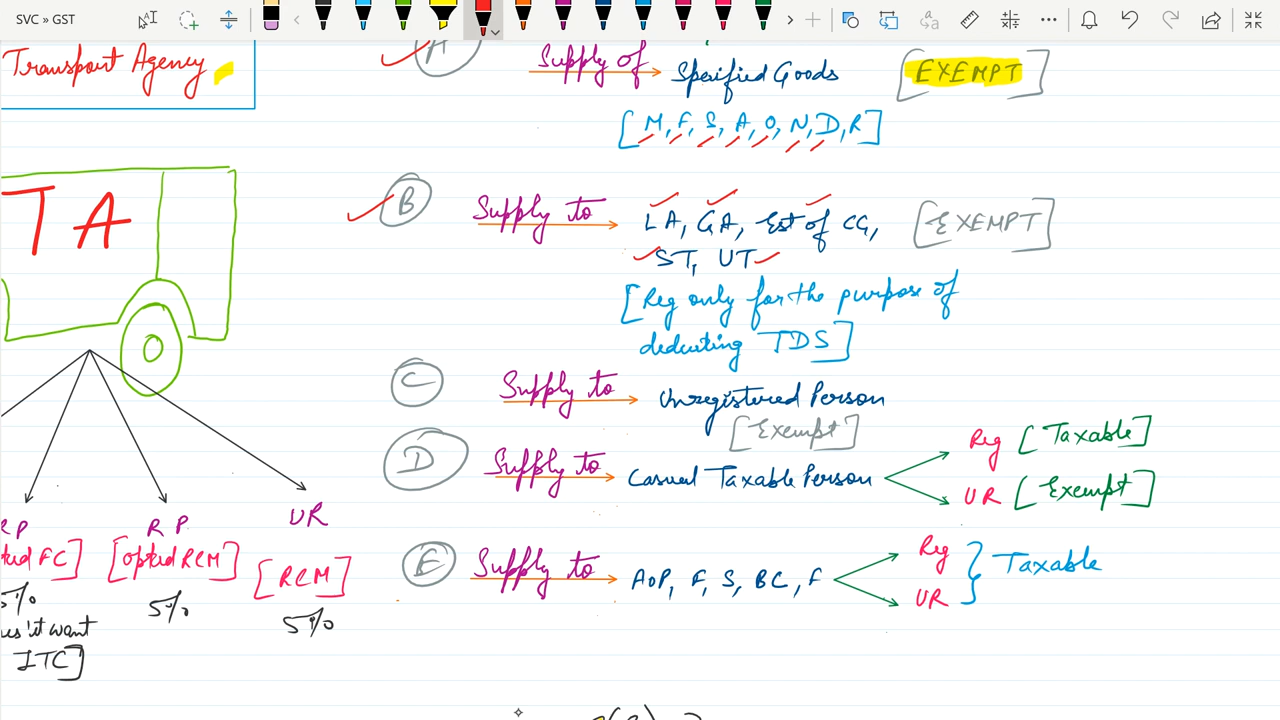 SVC » GST
Transport Agency
TA
RP
[opted RCM]
5%
UR
[RCM]
5%
5%
want
ITC]
A
Supply of → Specified Goods [EXEMPT]
[M, F, S, A, O, N, D, R]
B
Supply to → LA, GA, Est of CG, [EXEMPT]
ST, UT
[Reg only for the purpose of
deducting TDS]
C
Supply to → Unregistered Person
[Exempt]
D
Supply to → Casual Taxable Person
Reg [Taxable]
UR [Exempt]
E
Supply to → AoP, F, S, BC, F
Reg
UR
} Taxable